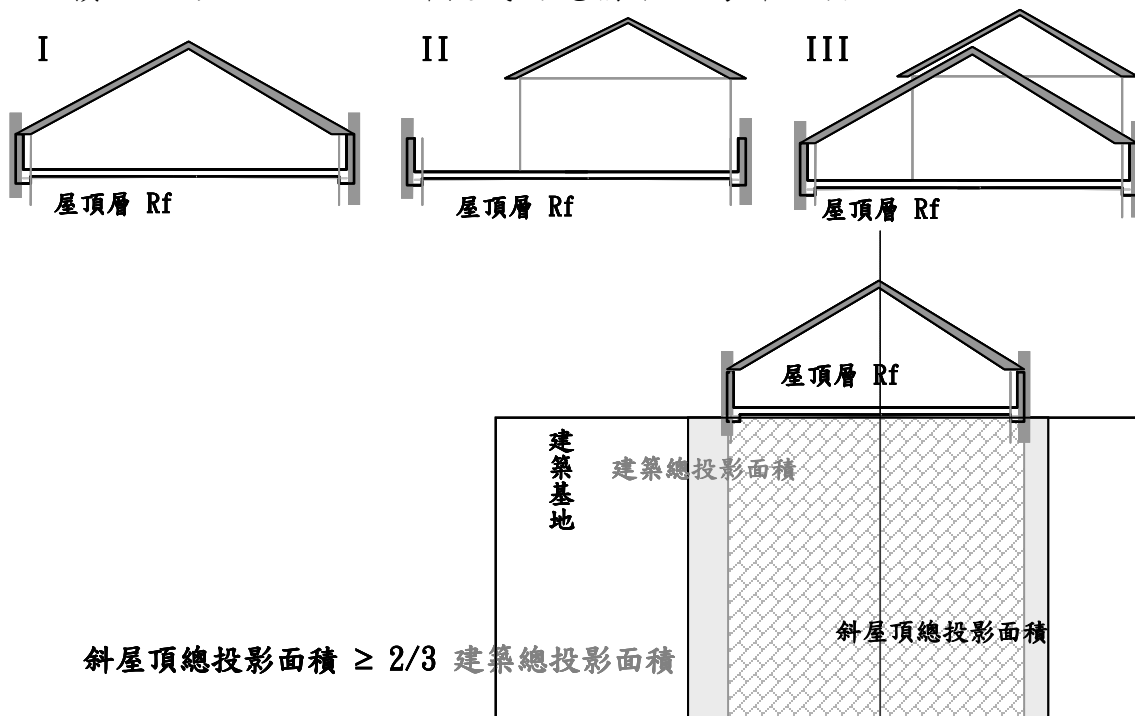 I
II
III
屋頂層 Rf
屋頂層 Rf
屋頂層 Rf
屋頂層 Rf
建築基地
建築總投影面積
斜屋頂總投影面積
斜屋頂總投影面積 ≥ 2/3 建築總投影面積